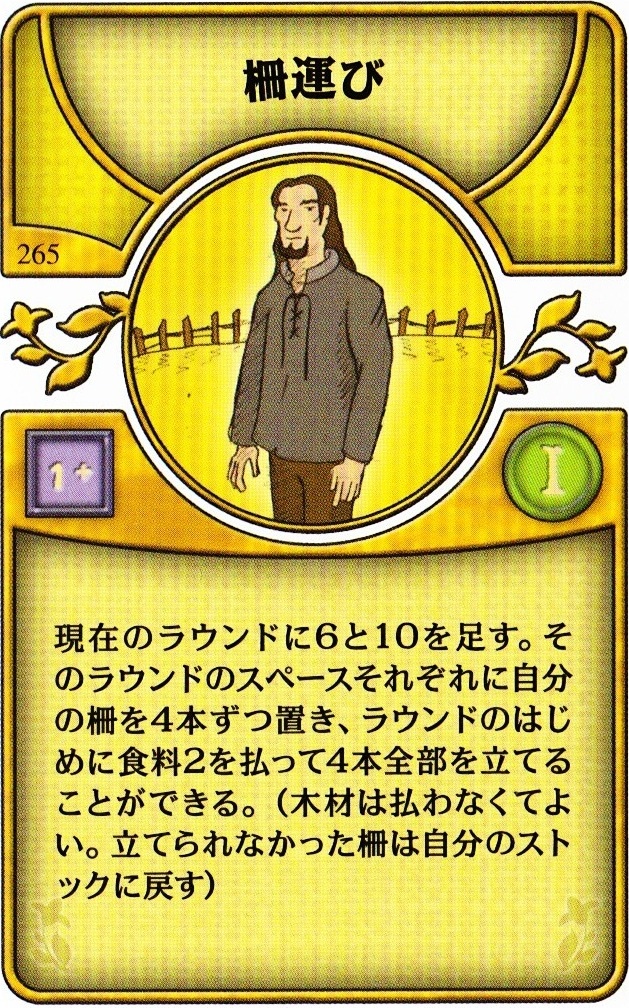 柵運び
265
1+
I
現在のラウンドに6と10を足す。そ
のラウンドのスペースそれぞれに自分
の柵を4本ずつ置き、ラウンドのはじ
めに食料2を払って4本全部を立てる
ことができる。（木材は払わなくてよ
い。立てられなかった柵は自分のスト
ックに戻す）